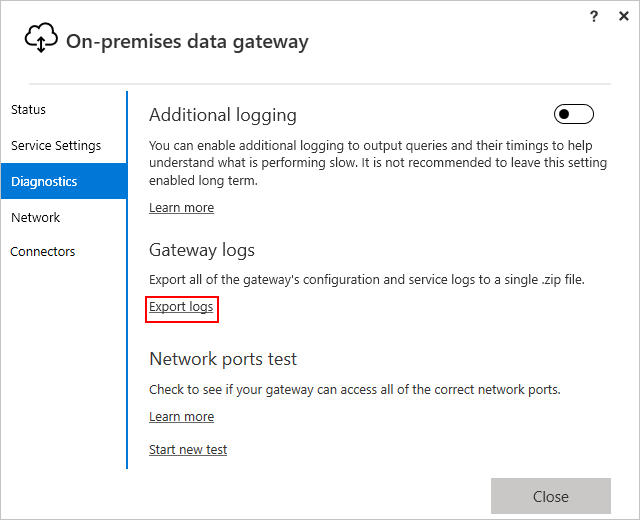 ?
On-premises data gateway
Status
Service Settings
Diagnostics
Network
Connectors
Additional logging
You can enable additional logging to output queries and their timings to help
understand what is performing slow. It is not recommended to leave this setting
enabled long term.
Learn more
Gateway logs
Export all of the gateway's configuration and service logs to a single .zip file.
Export logs
Network ports test
Check to see if your gateway can access all of the correct network ports.
Learn more
Start new test
Close